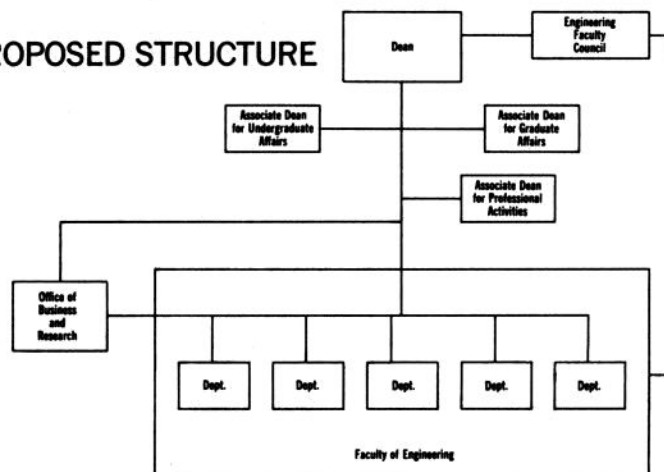 ROPOSED STRUCTURE
Dean
Engineering
Faculty
Council
Associate Dean
for Undergraduate
Affairs
Associate Dean
for Graduate
Affairs
Associate Dean
for Professional
Activities
Office of
Business
and
Research
Dept.
Dept.
Dept.
Dept.
Dept.
Faculty of Engineering